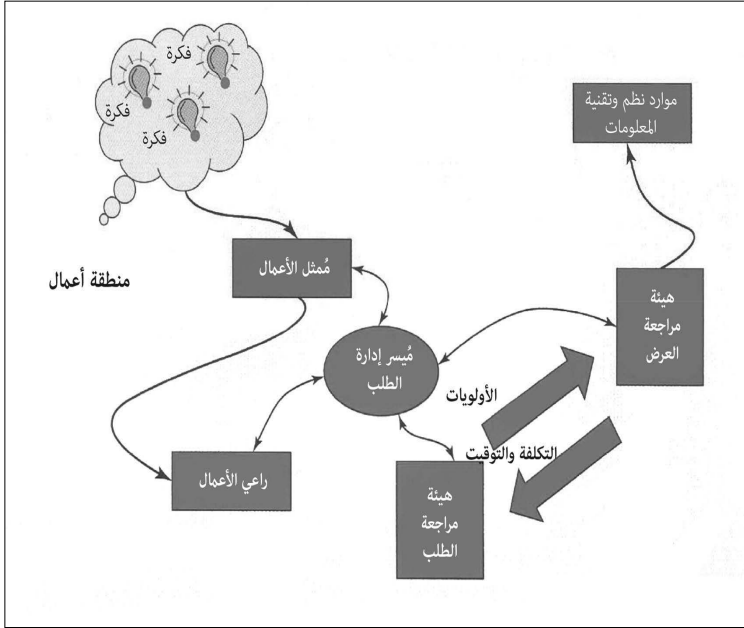 فكرة
فكرة
فكرة
موارد نظم وتقنية
المعلومات
مُمثل الأعمال
منطقة أعمال
هيئة
مراجعة
العرض
مُيسر إدارة
الطلب
الأولويات
التكلفة والتوقيت
راعي الأعمال
هيئة
مراجعة
الطلب